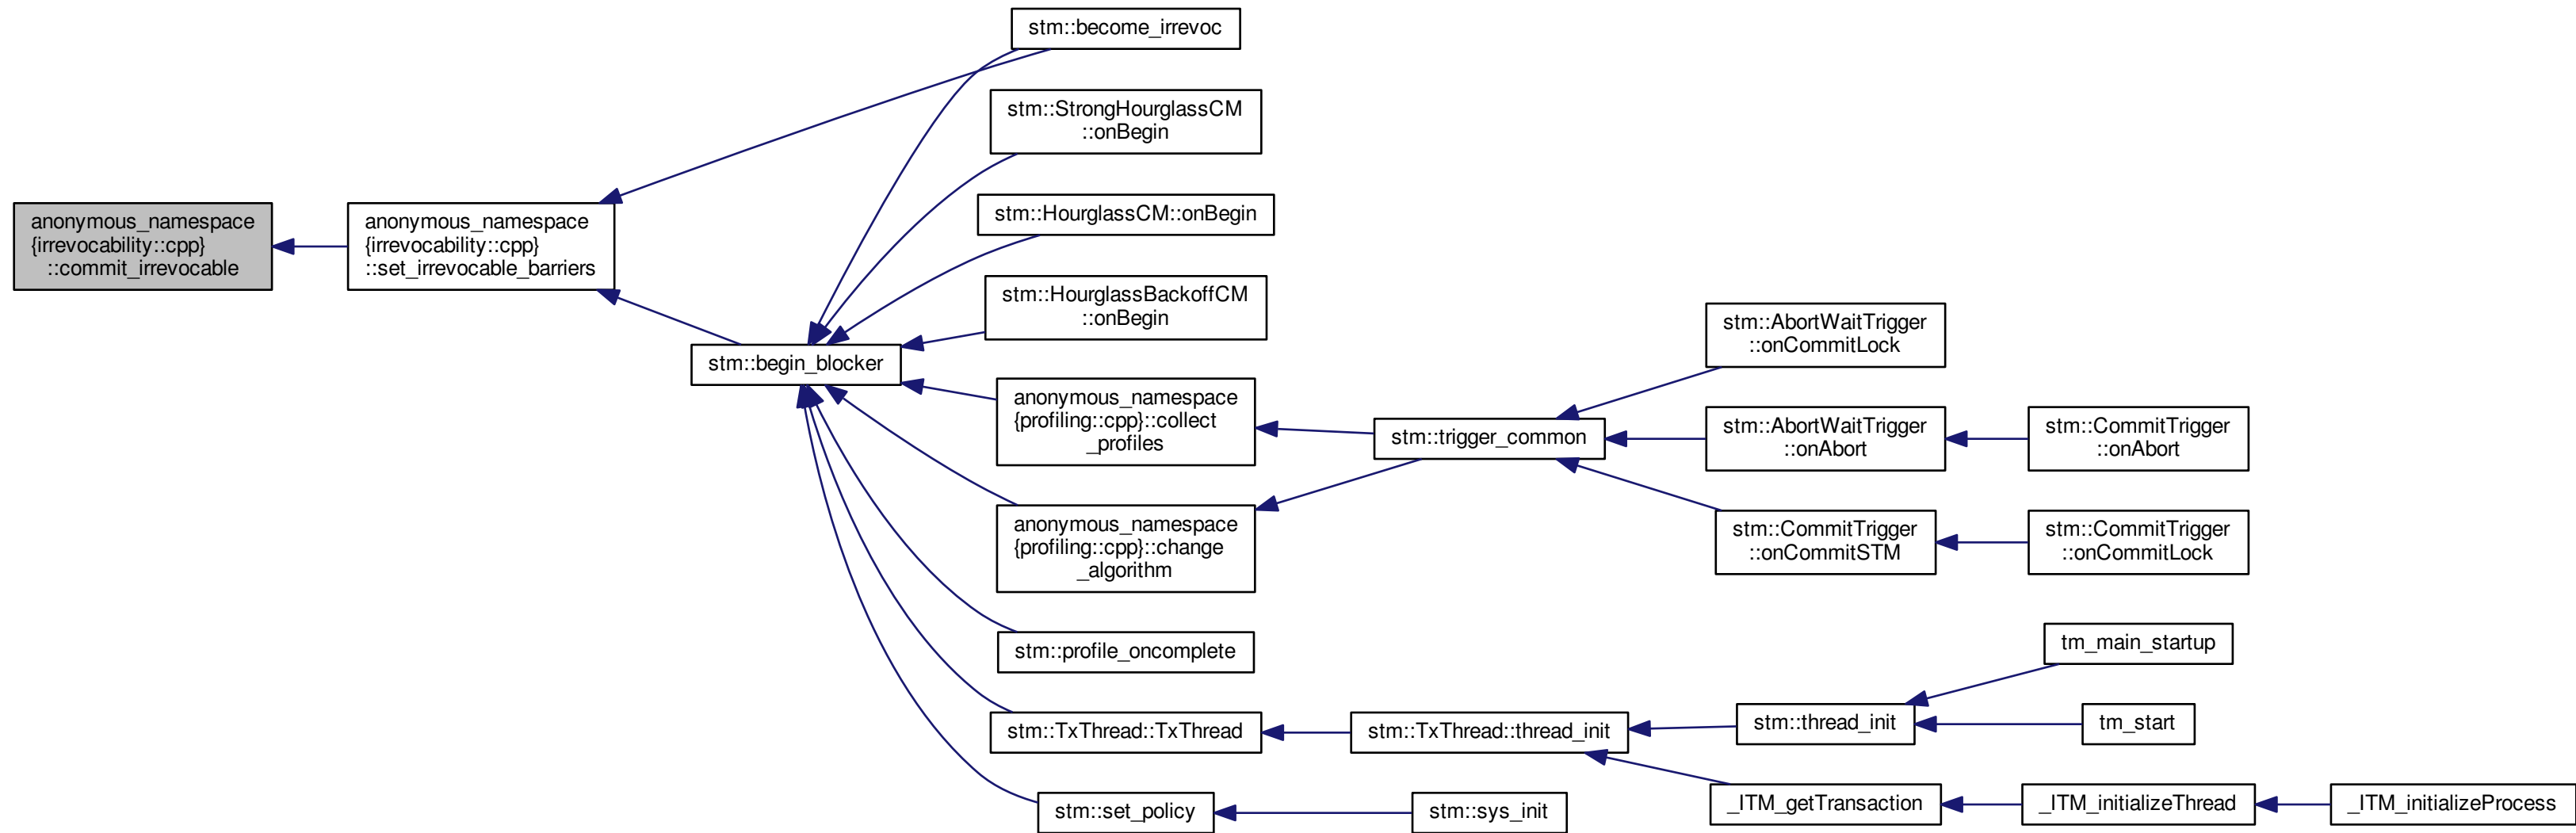 anonymous_namespace
{irrevocability::cpp}
::commit_irrevocable
anonymous_namespace
{irrevocability::cpp}
::set_irrevocable_barriers
stm::begin_blocker
stm::become_irrevoc
stm::StrongHourglassCM
::onBegin
stm::HourglassCM::onBegin
stm::HourglassBackoffCM
::onBegin
anonymous_namespace
{profiling::cpp}::collect
_profiles
anonymous_namespace
{profiling::cpp}::change
_algorithm
stm::profile_oncomplete
stm::TxThread::TxThread
stm::set_policy
stm::trigger_common
stm::TxThread::thread_init
stm::sys_init
stm::AbortWaitTrigger
::onCommitLock
stm::AbortWaitTrigger
::onAbort
stm::CommitTrigger
::onCommitSTM
stm::thread_init
_ITM_getTransaction
stm::CommitTrigger
::onAbort
stm::CommitTrigger
::onCommitLock
tm_main_startup
tm_start
_ITM_initializeThread
_ITM_initializeProcess